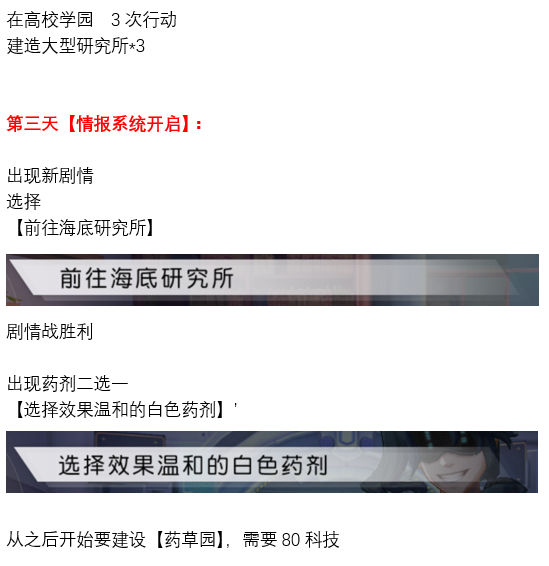 在高校学园　3 次行动
建造大型研究所*3
第三天【情报系统开启】：
出现新剧情
选择
【前往海底研究所】
前往海底研究所
剧情战胜利
出现药剂二选一
【选择效果温和的白色药剂】’
选择效果温和的白色药剂
从之后开始要建设【药草园】，需要 80 科技